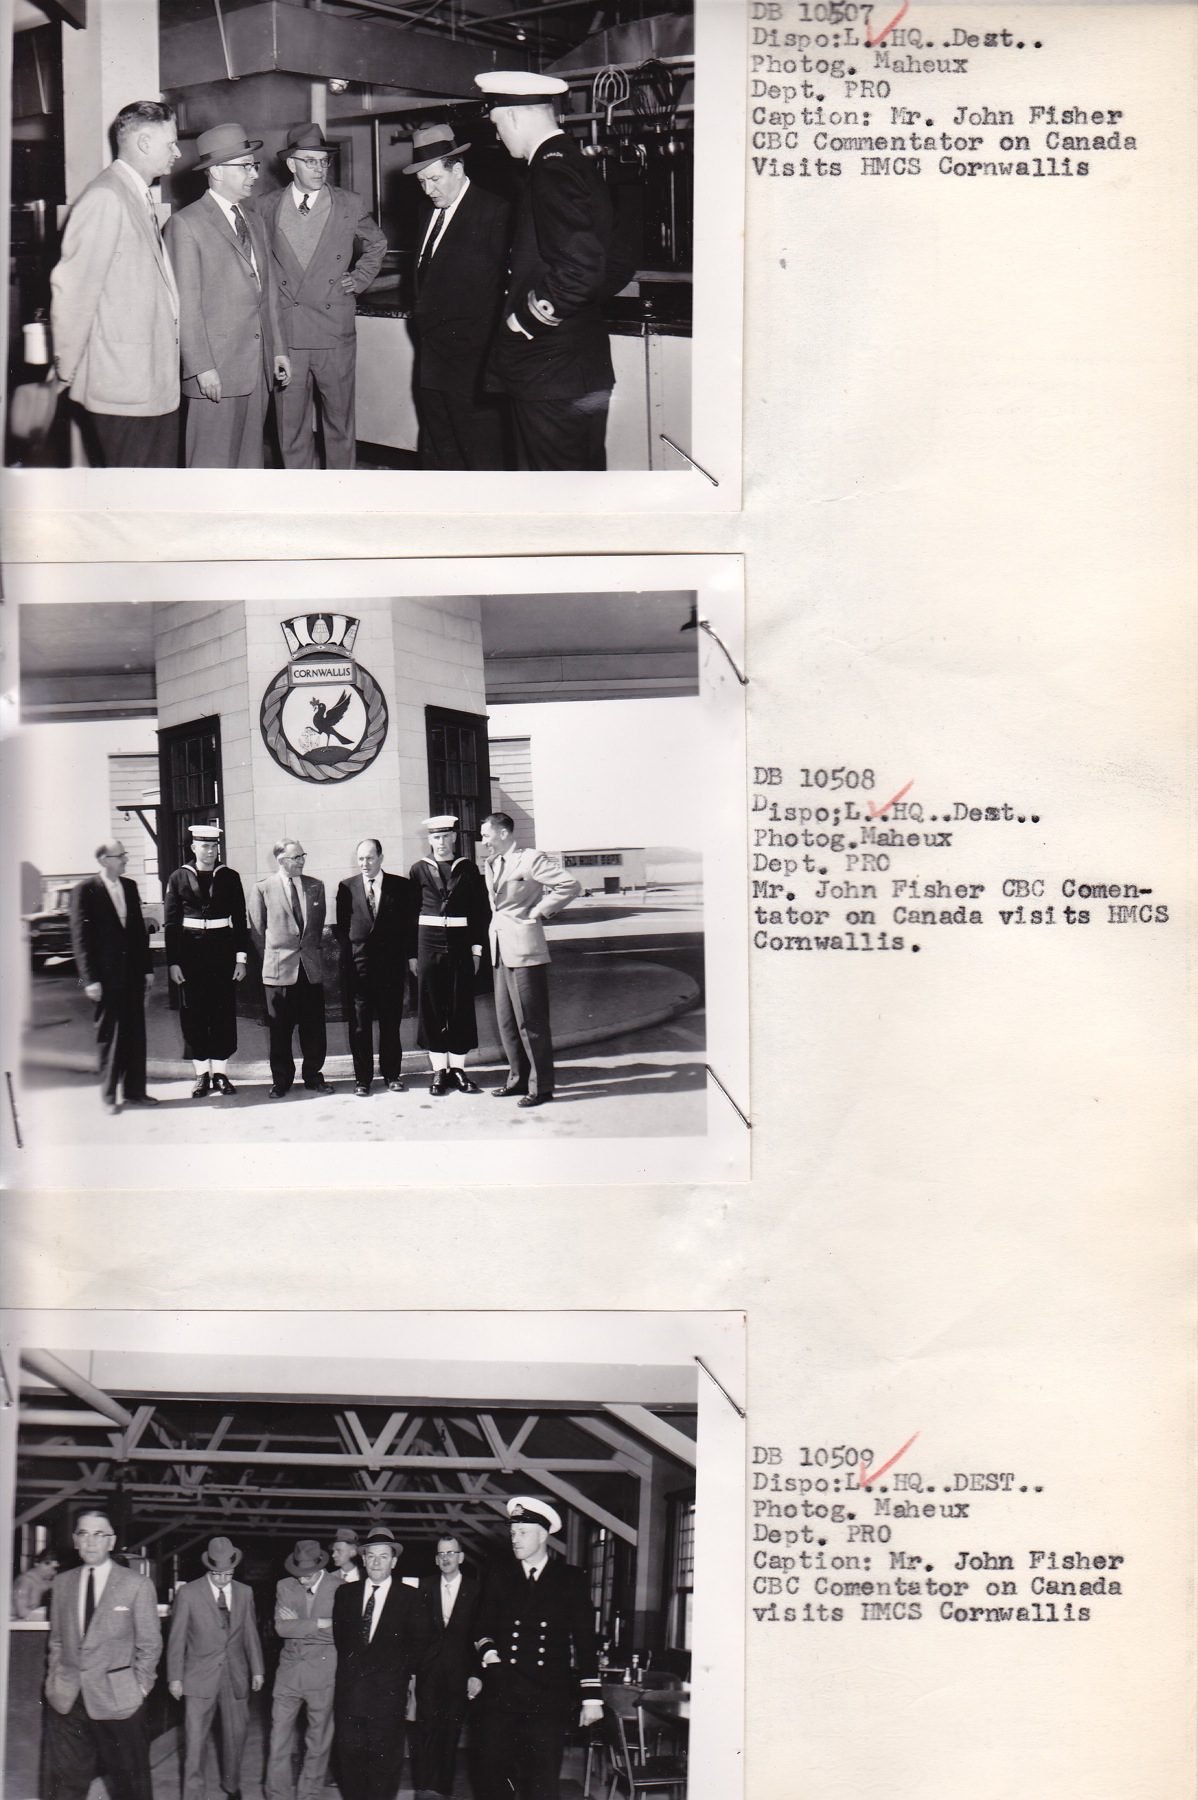 DB 10507
Dispo:L..HQ..Dest..
Photog. Maheux
Dept. PRO
Caption: Mr. John Fisher
CBC Commentator on Canada
Visits HMCS Cornwallis
CANADA
CORNWALLIS
DB 10508
Dispo;L..HQ..Dest..
Photog.Maheux
Dept. PRO
Mr. John Fisher CBC Comen-
tator on Canada visits HMCS
Cornwallis.
DB 10509
Dispo:L..HQ..DEST..
Photog. Maheux
Dept. PRO
Caption: Mr. John Fisher
CBC Comentator on Canada
visits HMCS Cornwallis